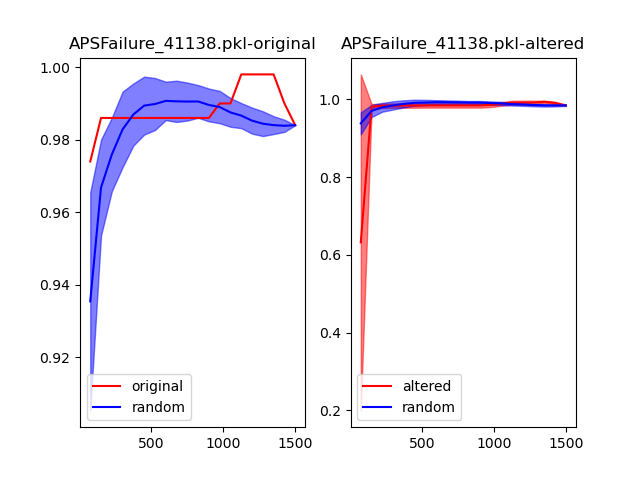 APSFailure_41138.pkl-original
1.00
0.98
0.96
0.94
0.92
500
1000
1500
original
random
APSFailure_41138.pkl-altered
1.0
0.8
0.6
0.4
0.2
500
1000
1500
altered
random